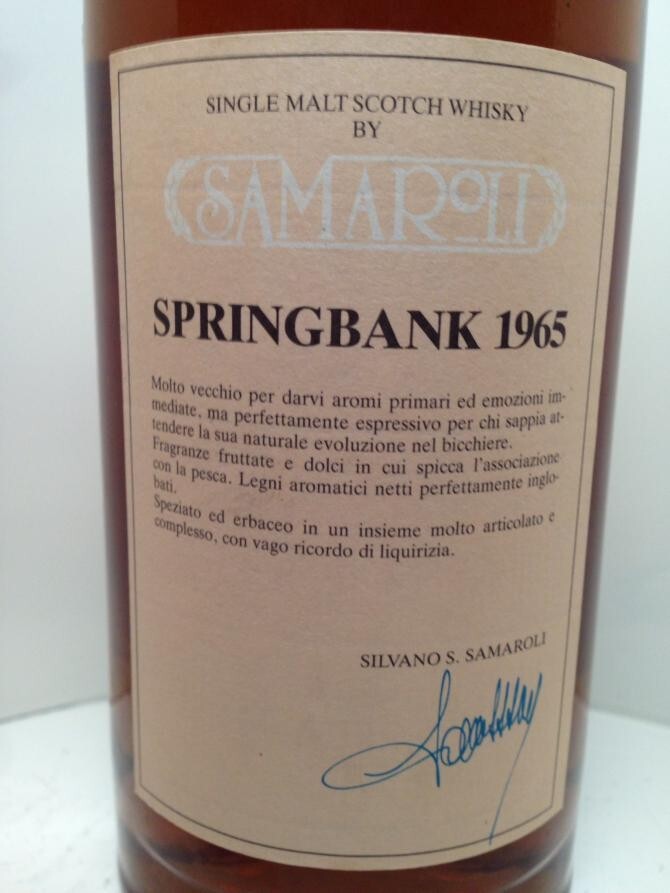 SINGLE MALT SCOTCH WHISKY
BY
SAMAROLI
SPRINGBANK 1965
Molto vecchio per darvi aromi primari ed emozioni im-
mediate, ma perfettamente espressivo per chi sappia at-
tendere la sua naturale evoluzione nel bicchiere.
Fragranze fruttate e dolci in cui spicca l'associazione
con la pesca. Legni aromatici netti perfettamente inglo-
bati.
Speziato ed erbaceo in un insieme molto articolato e
complesso, con vago ricordo di liquirizia.
SILVANO S. SAMAROLI